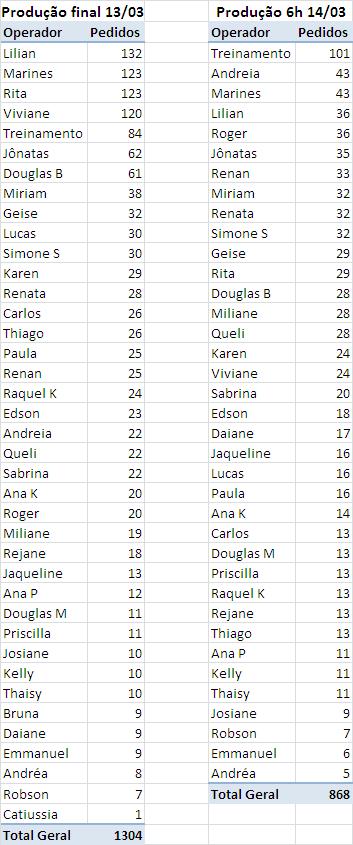 Produção final 13/03
Operador Pedidos
Lilian 132
Marines 123
Rita 123
Viviane 120
Treinamento 84
Jônatas 62
Douglas B 61
Miriam 38
Geise 32
Lucas 30
Simone S 30
Karen 29
Renata 28
Carlos 26
Thiago 26
Paula 25
Renan 25
Raquel K 24
Edson 23
Andreia 22
Queli 22
Sabrina 22
Ana K 20
Roger 20
Miliane 19
Rejane 18
Jaqueline 13
Ana P 12
Douglas M 11
Priscilla 11
Josiane 10
Kelly 10
Thaisy 10
Bruna 9
Daiane 9
Emmanuel 9
Andréa 8
Robson 7
Catiussia 1
Total Geral 1304
Produção 6h 14/03
Operador Pedidos
Treinamento 101
Andreia 43
Marines 43
Lilian 36
Roger 36
Jônatas 35
Renan 33
Miriam 32
Renata 32
Simone S 32
Geise 29
Rita 29
Douglas B 28
Miliane 28
Queli 28
Karen 24
Viviane 24
Sabrina 20
Edson 18
Daiane 17
Jaqueline 16
Lucas 16
Paula 16
Ana K 14
Carlos 13
Douglas M 13
Priscilla 13
Raquel K 13
Rejane 13
Thiago 13
Ana P 11
Kelly 11
Thaisy 11
Josiane 9
Robson 7
Emmanuel 6
Andréa 5
Total Geral 868